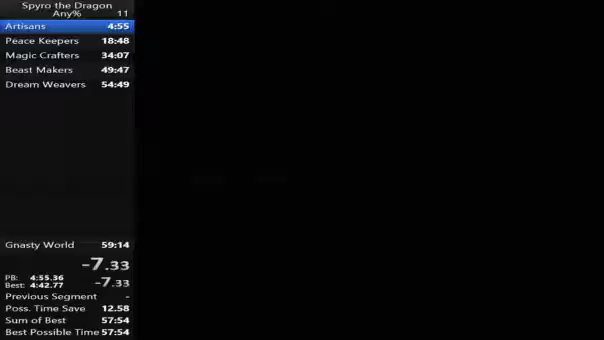 Spyro the Dragon
Any% 11
Artisans 4:55
Peace Keepers 18:48
Magic Crafters 34:07
Beast Makers 49:47
Dream Weavers 54:49
Gnasty World 59:14
-7.33
PB: 4:55.36
Best: 4:42.77 -7.33
Previous Segment -
Poss. Time Save 12.58
Sum of Best 57:54
Best Possible Time 57:54